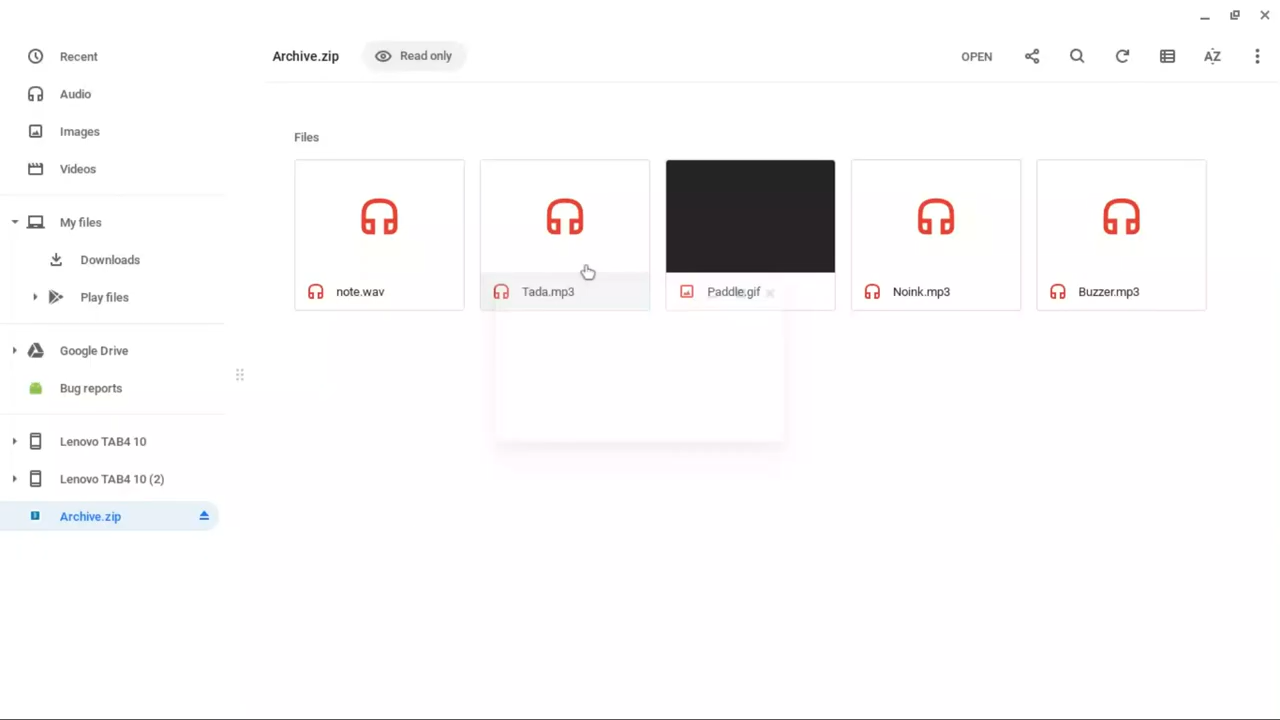 Archive.zip
Read only
OPEN
AZ
Recent
Audio
Images
Videos
My files
Downloads
Play files
Google Drive
Bug reports
Lenovo TAB4 10
Lenovo TAB4 10 (2)
Archive.zip
Files
note.wav
Tada.mp3
Paddle.gif
Noink.mp3
Buzzer.mp3